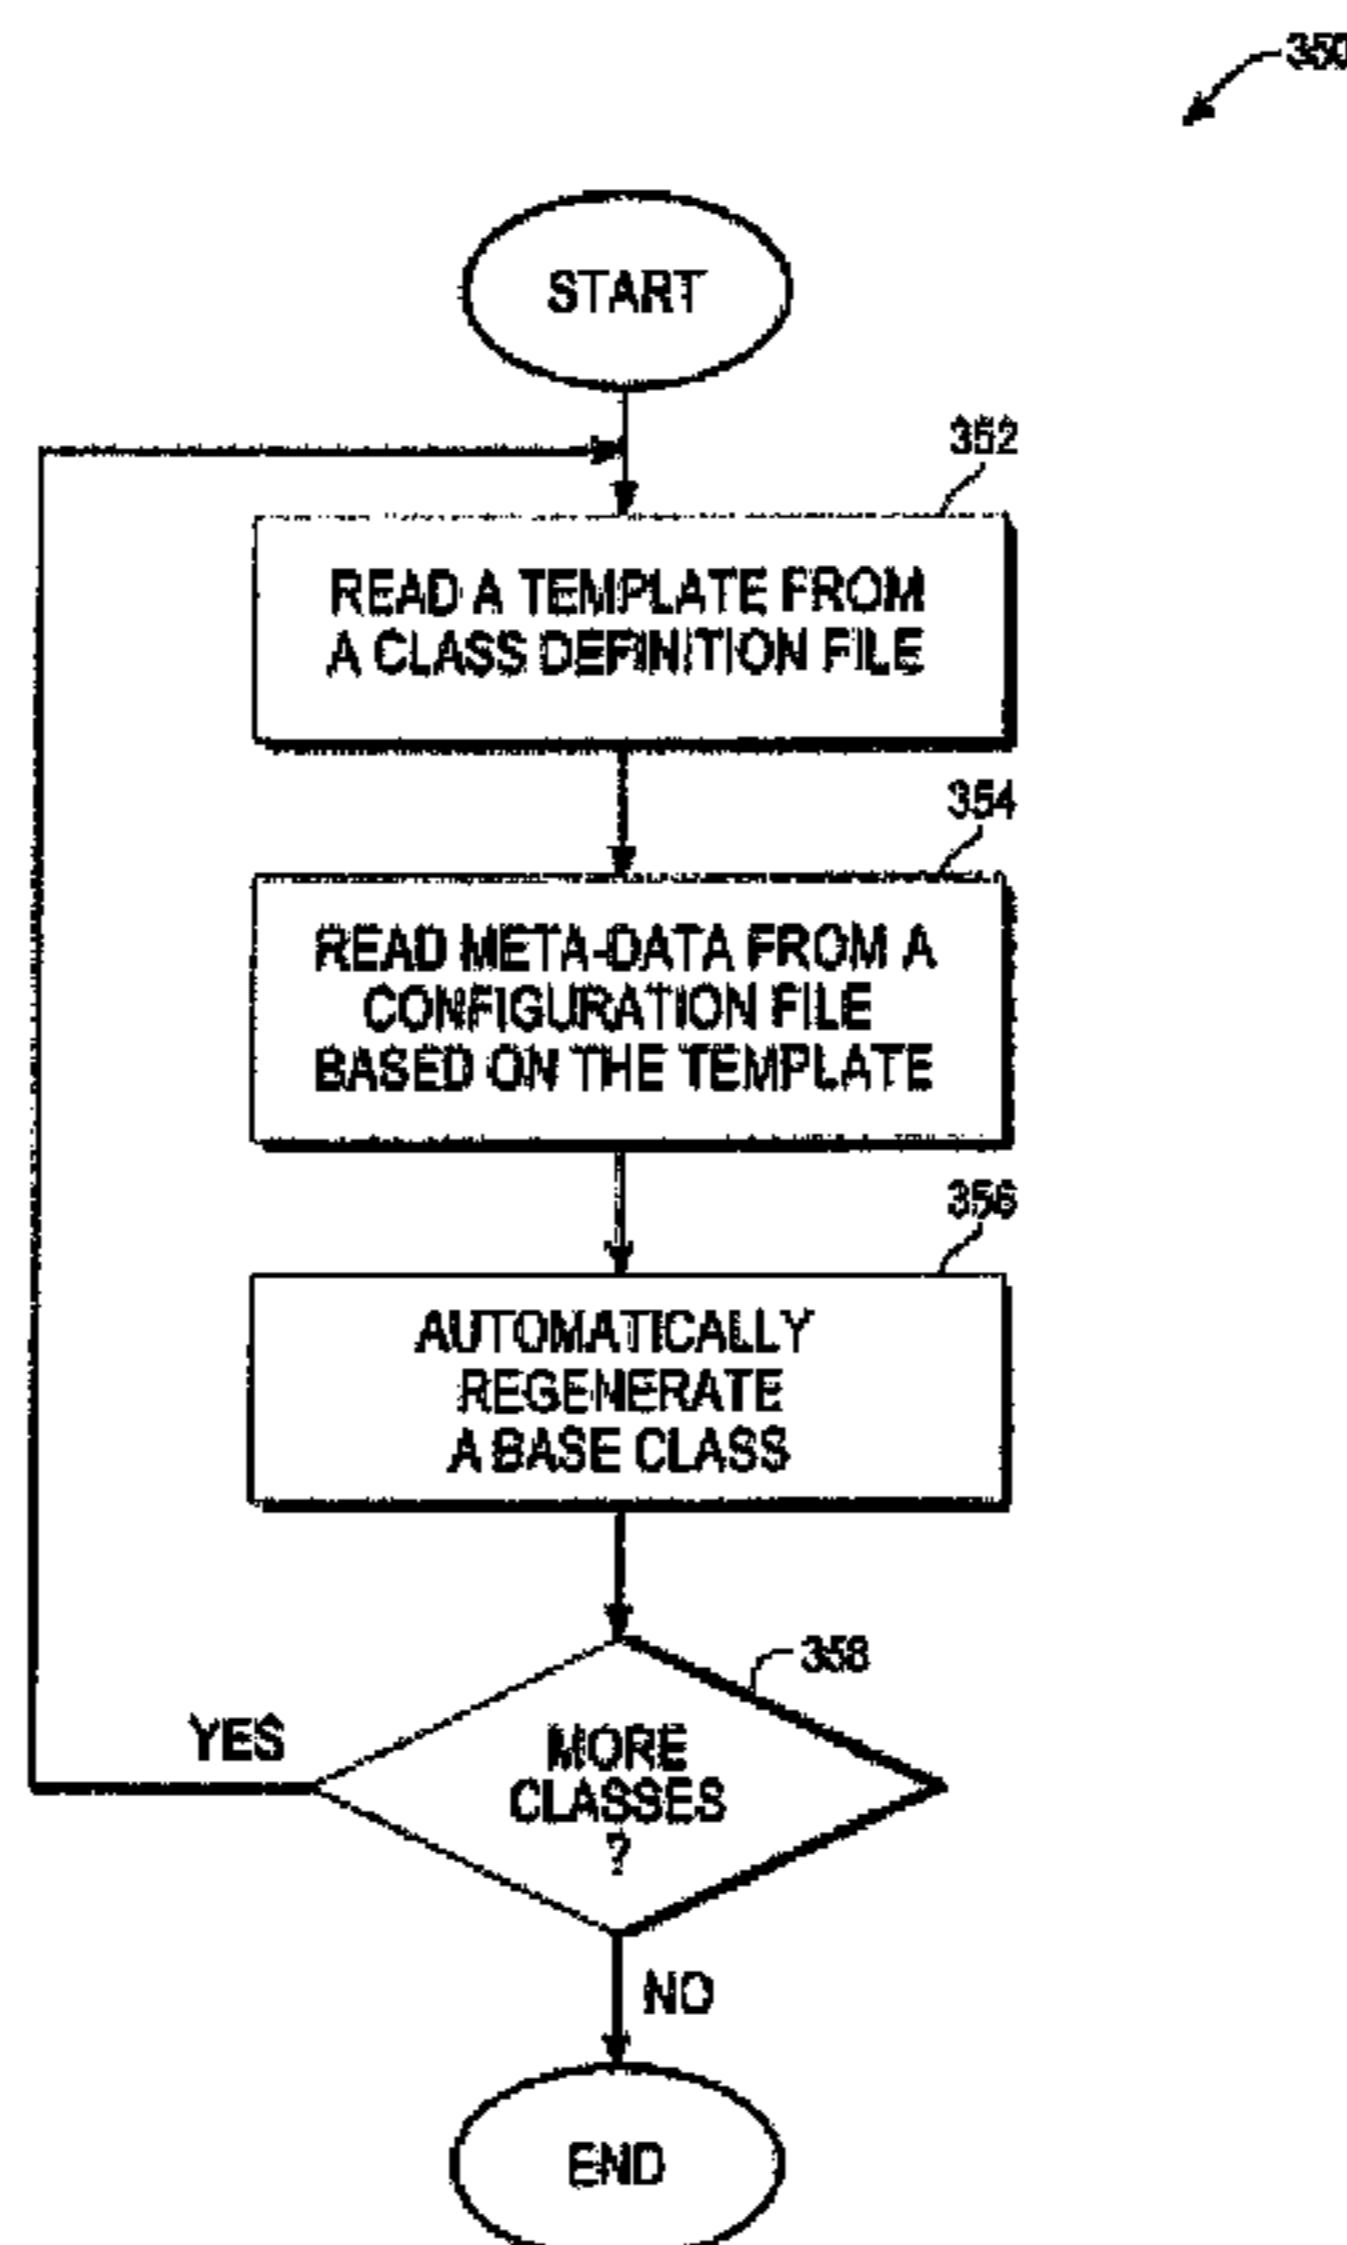 350
START
352
READ A TEMPLATE FROM
A CLASS DEFINITION FILE
354
READ META-DATA FROM A
CONFIGURATION FILE
BASED ON THE TEMPLATE
356
AUTOMATICALLY
REGENERATE
A BASE CLASS
358
YES
MORE
CLASSES
?
NO
END